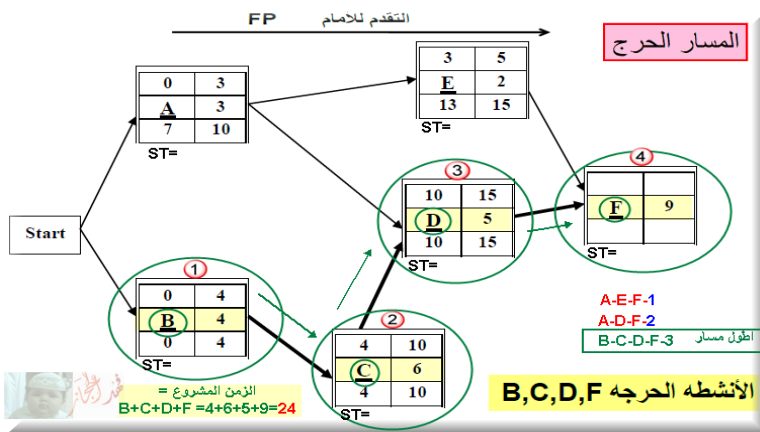 التقدم للأمام FP
المسار الحرج
3 5
E 2
13 15
ST=
0 3
A 3
7 10
ST=
4
3
10 15
D 5
10 15
ST=
F 9
ST=
Start
1
0 4
B 4
0 4
ST=
2
4 10
C 6
4 10
ST=
A-E-F-1
A-D-F-2
B-C-D-F-3 اطول مسار
الأنشطه الحرجه B,C,D,F
الزمن المشروع =
B+C+D+F =4+6+5+9=24